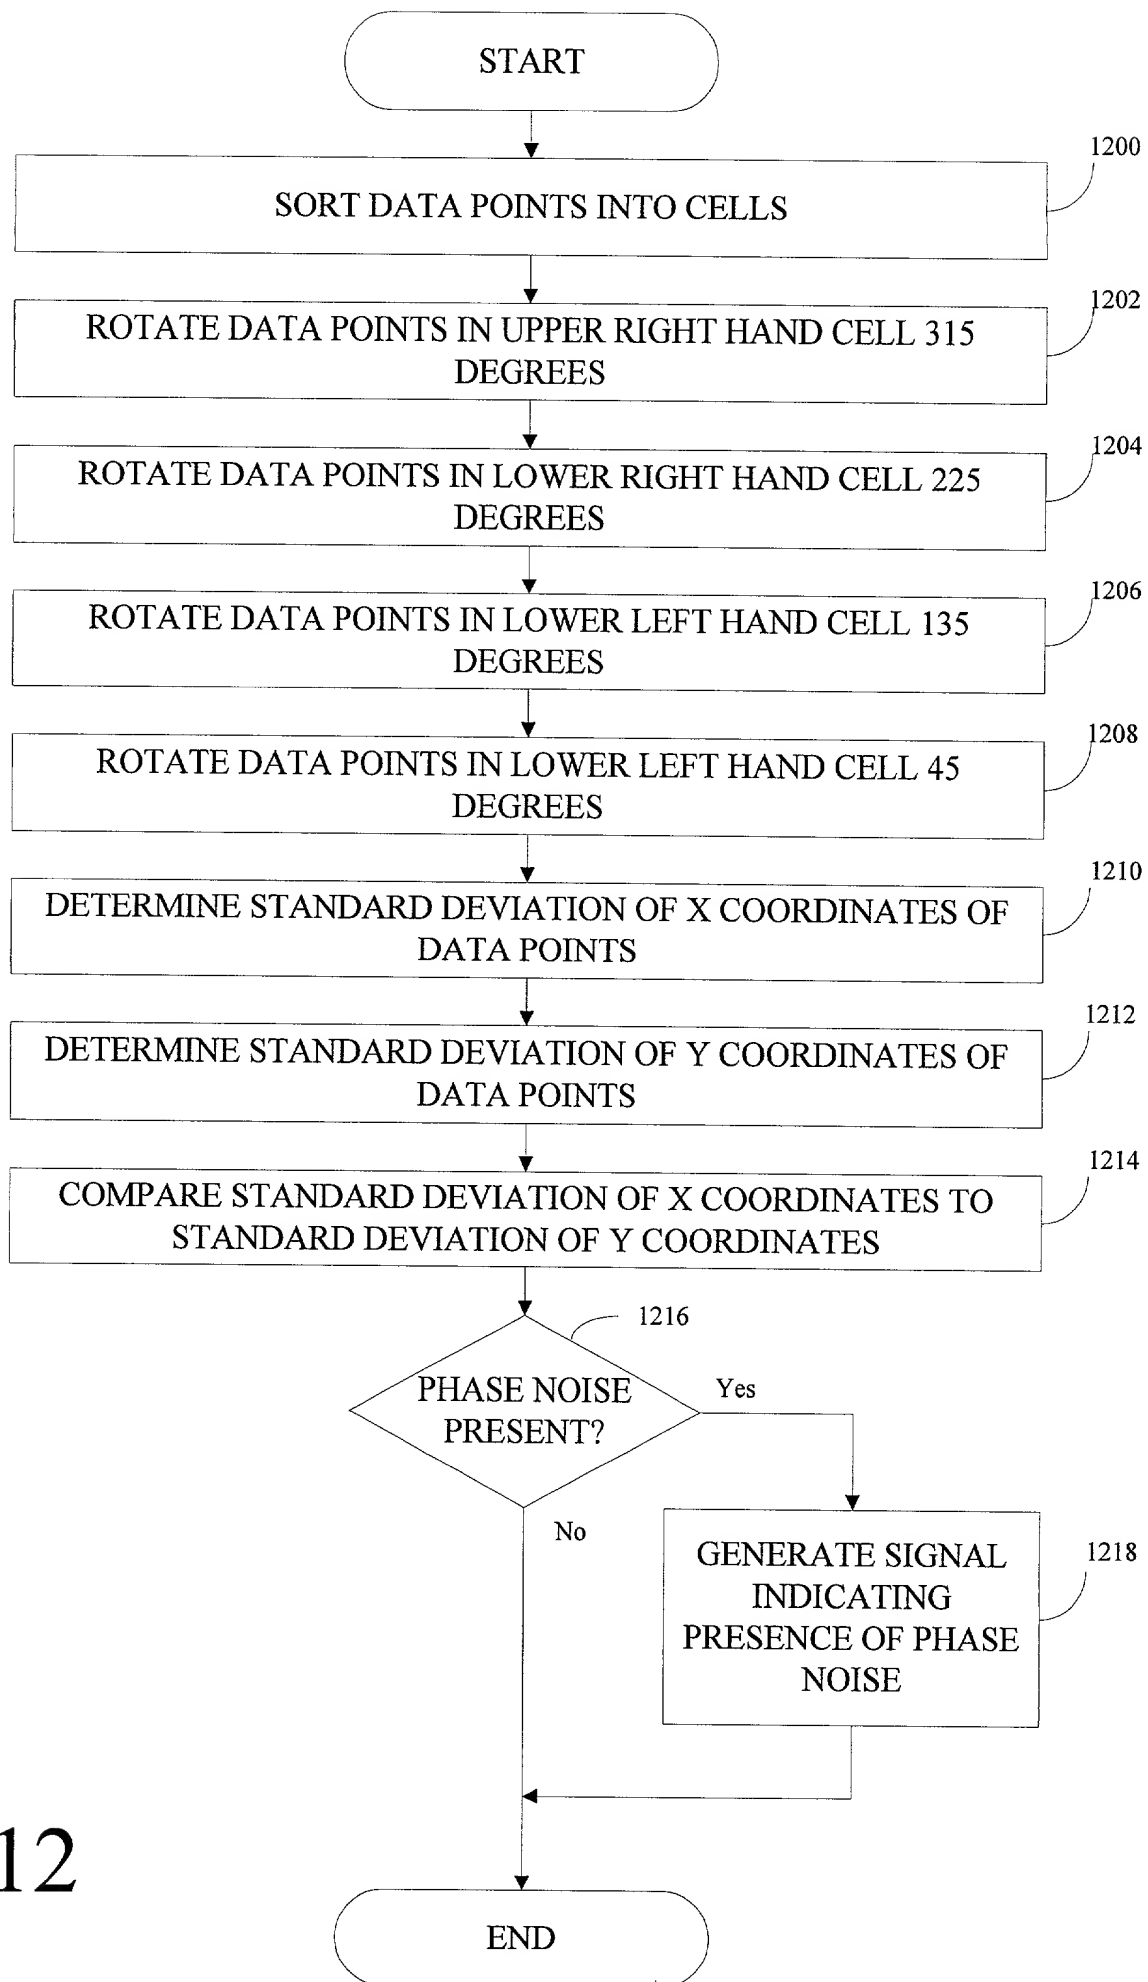 START
1200
SORT DATA POINTS INTO CELLS
1202
ROTATE DATA POINTS IN UPPER RIGHT HAND CELL 315
DEGREES
1204
ROTATE DATA POINTS IN LOWER RIGHT HAND CELL 225
DEGREES
1206
ROTATE DATA POINTS IN LOWER LEFT HAND CELL 135
DEGREES
1208
ROTATE DATA POINTS IN LOWER LEFT HAND CELL 45
DEGREES
1210
DETERMINE STANDARD DEVIATION OF X COORDINATES OF
DATA POINTS
1212
DETERMINE STANDARD DEVIATION OF Y COORDINATES OF
DATA POINTS
1214
COMPARE STANDARD DEVIATION OF X COORDINATES TO
STANDARD DEVIATION OF Y COORDINATES
1216
PHASE NOISE
PRESENT?
Yes
No
GENERATE SIGNAL
INDICATING
PRESENCE OF PHASE
NOISE
1218
12
END